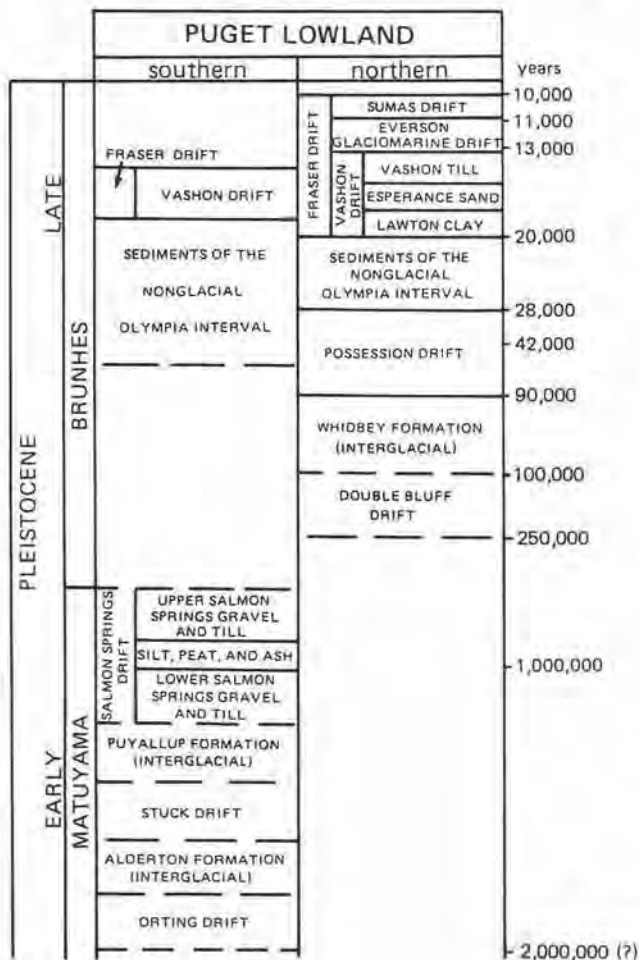 PUGET LOWLAND
southern
northern
years
PLEISTOCENE
LATE
EARLY
BRUNHES
MATUYAMA
FRASER DRIFT
VASHON DRIFT
SEDIMENTS OF THE
NONGLACIAL
OLYMPIA INTERVAL
SALMON SPRINGS
DRIFT
UPPER SALMON
SPRINGS GRAVEL
AND TILL
SILT, PEAT, AND ASH
LOWER SALMON
SPRINGS GRAVEL
AND TILL
PUYALLUP FORMATION
(INTERGLACIAL)
STUCK DRIFT
ALDERTON FORMATION
(INTERGLACIAL)
ORTING DRIFT
FRASER DRIFT
SUMAS DRIFT
EVERSON
GLACIOMARINE DRIFT
VASHON
DRIFT
VASHON TILL
ESPERANCE SAND
LAWTON CLAY
SEDIMENTS OF THE
NONGLACIAL
OLYMPIA INTERVAL
POSSESSION DRIFT
WHIDBEY FORMATION
(INTERGLACIAL)
DOUBLE BLUFF
DRIFT
10,000
11,000
13,000
20,000
28,000
42,000
90,000
100,000
250,000
1,000,000
2,000,000 (?)